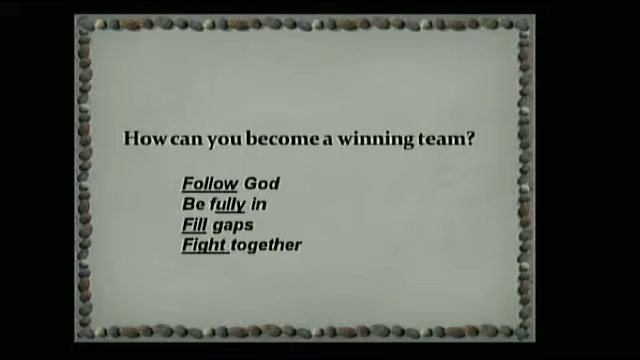 How can you become a winning team?
Follow God
Be fully in
Fill gaps
Fight together